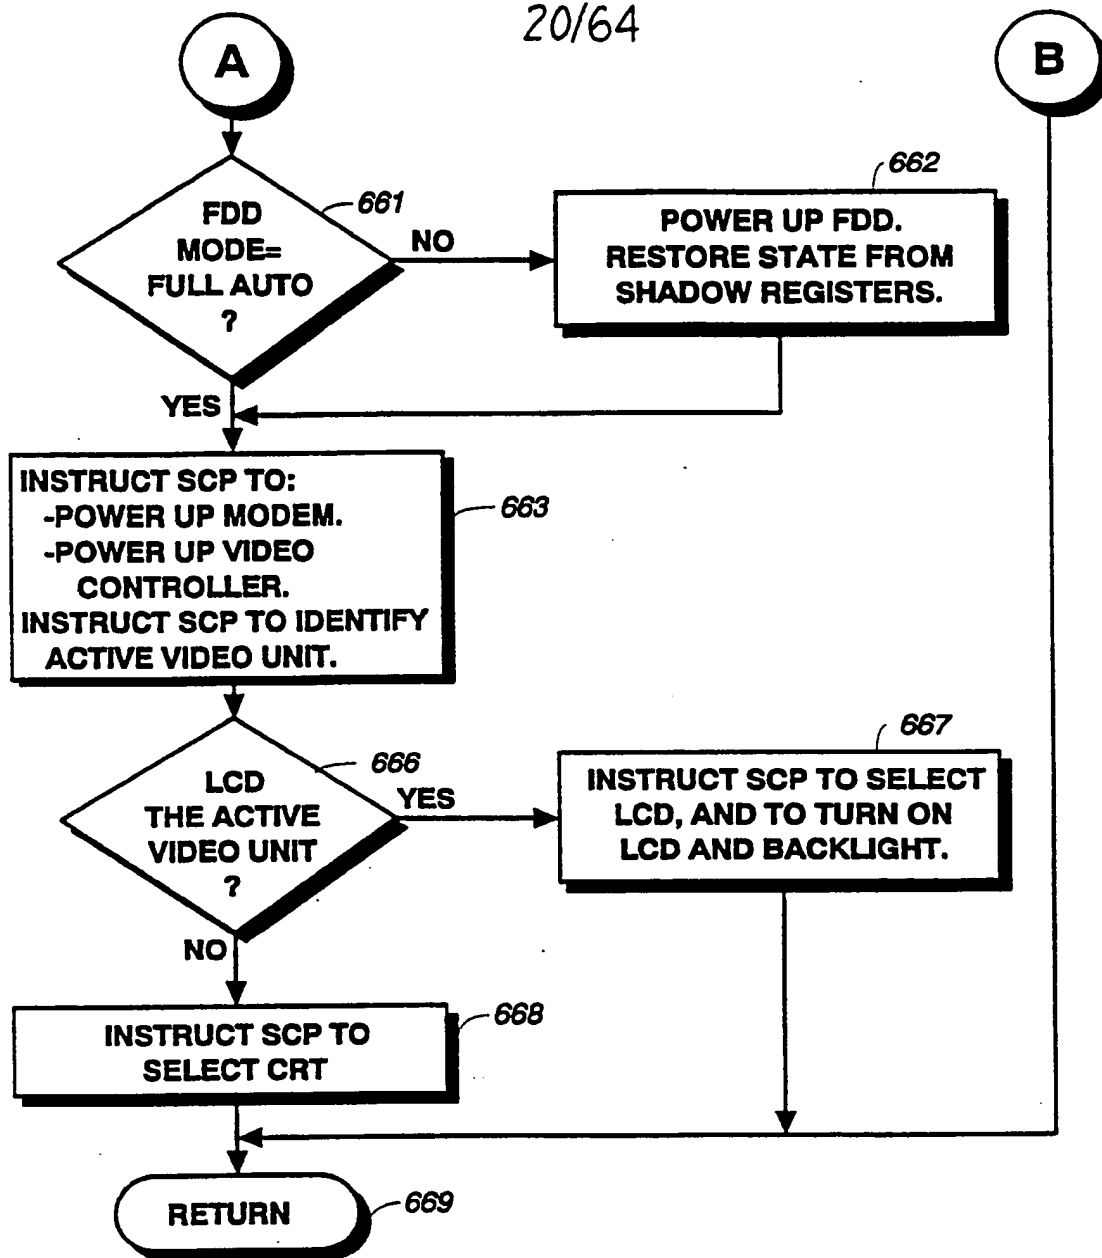 20/64
A
B
661
FDD
MODE=
FULL AUTO
?
NO
662
POWER UP FDD.
RESTORE STATE FROM
SHADOW REGISTERS.
YES
INSTRUCT SCP TO:
-POWER UP MODEM.
-POWER UP VIDEO
CONTROLLER.
INSTRUCT SCP TO IDENTIFY
ACTIVE VIDEO UNIT.
663
666
LCD
THE ACTIVE
VIDEO UNIT
?
YES
667
INSTRUCT SCP TO SELECT
LCD, AND TO TURN ON
LCD AND BACKLIGHT.
NO
INSTRUCT SCP TO
SELECT CRT
668
RETURN
669